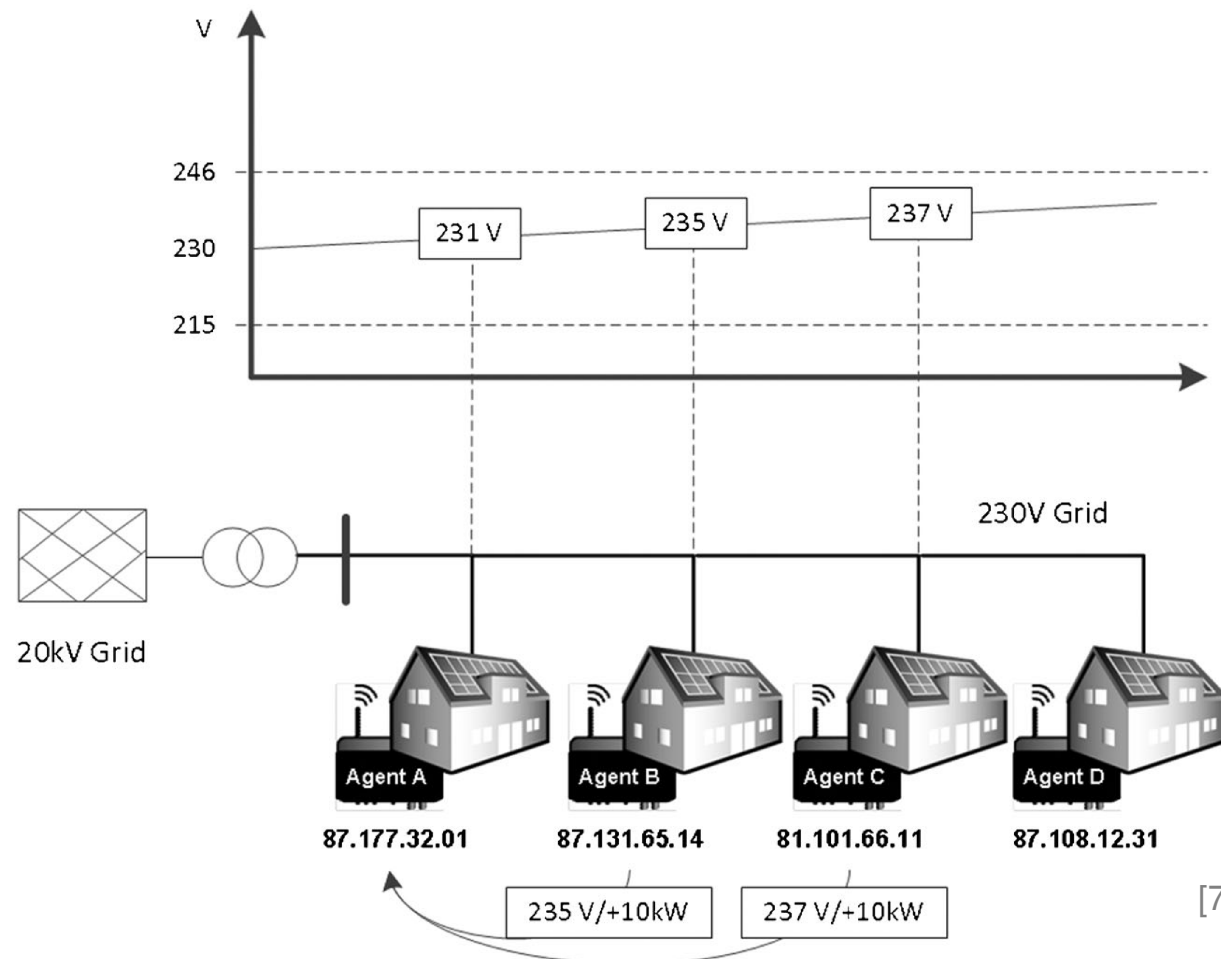 V
246
230
215
231 V
235 V
237 V
230V Grid
20kV Grid
Agent A
Agent B
Agent C
Agent D
87.177.32.01
87.131.65.14
81.101.66.11
87.108.12.31
235 V/+10kW
237 V/+10kW
[7